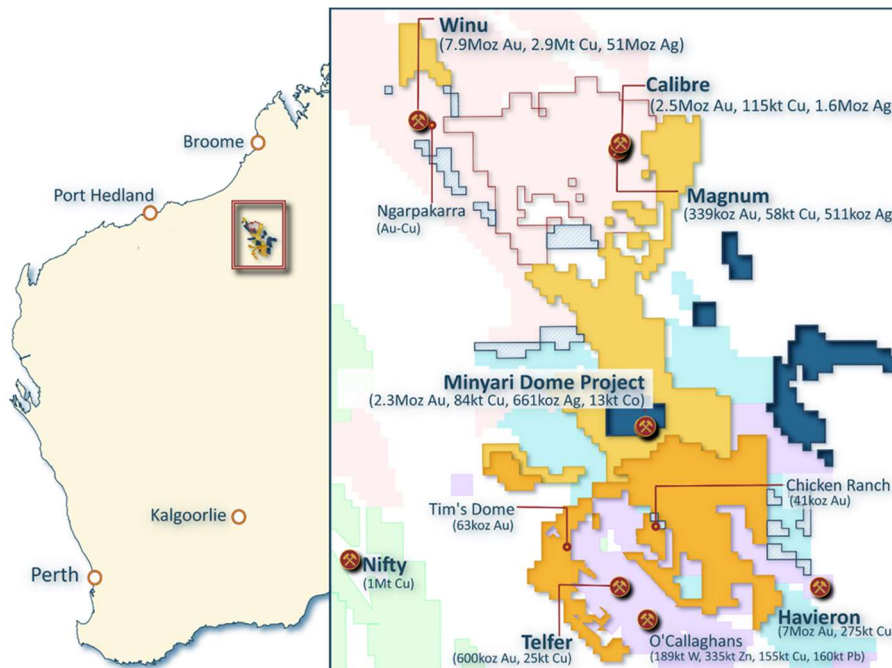 Winu
(7.9Moz Au, 2.9Mt Cu, 51Moz Ag)
Calibre
(2.5Moz Au, 115kt Cu, 1.6Moz Ag
Broome
Port Hedland
Ngarpakarra
(Au-Cu)
Magnum
(339koz Au, 58kt Cu, 511koz Ag
Minyari Dome Project
(2.3Moz Au, 84kt Cu, 661koz Ag, 13kt Co)
Chicken Ranch
(41koz Au)
Tim's Dome
(63koz Au)
Kalgoorlie
Perth
Nifty
(1Mt Cu)
Telfer
(600koz Au, 25kt Cu)
O'Callaghans
(189kt W, 335kt Zn, 155kt Cu, 160kt Pb)
Havieron
(7Moz Au, 275kt Cu